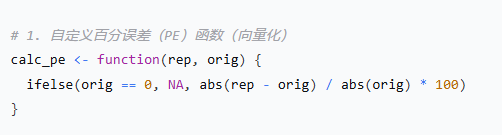 # 1. 自定义百分误差（PE）函数（向量化）
calc_pe <- function(rep, orig) {
  ifelse(orig == 0, NA, abs(rep - orig) / abs(orig) * 100)
}